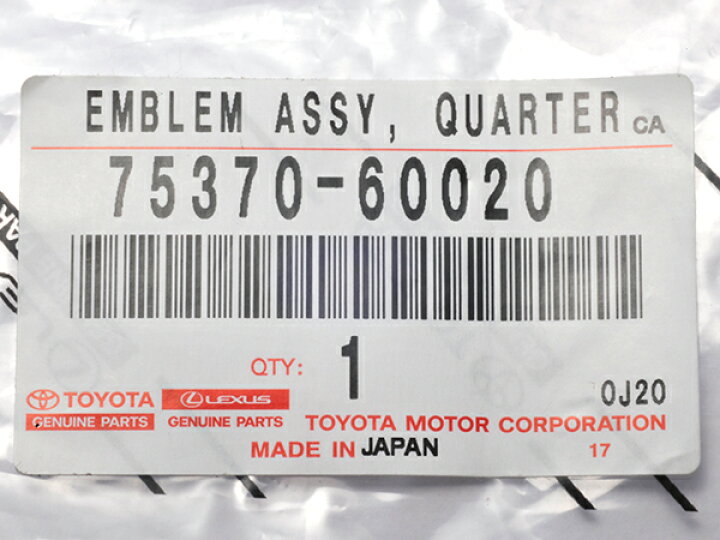 EMBLEM ASSY, QUARTER CA
75370-60020
QTY: 1
0J20
TOYOTA LEXUS
GENUINE PARTS GENUINE PARTS TOYOTA MOTOR CORPORATION
MADE IN JAPAN 17